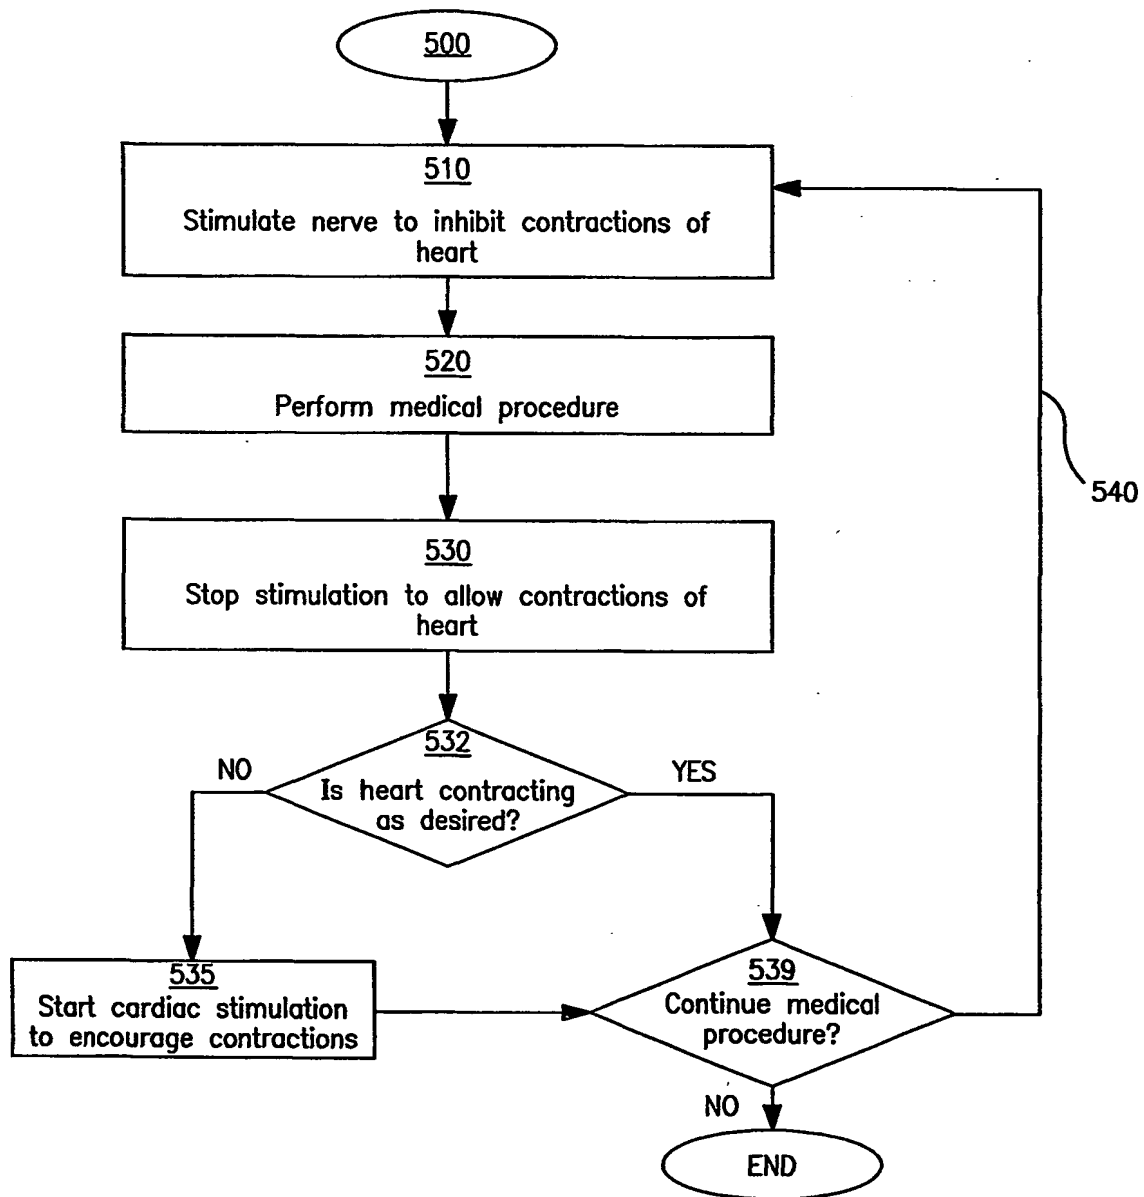 500
510
Stimulate nerve to inhibit contractions of
heart
520
Perform medical procedure
540
530
Stop stimulation to allow contractions of
heart
532
NO
YES
Is heart contracting
as desired?
535
Start cardiac stimulation
to encourage contractions
539
Continue medical
procedure?
NO
END